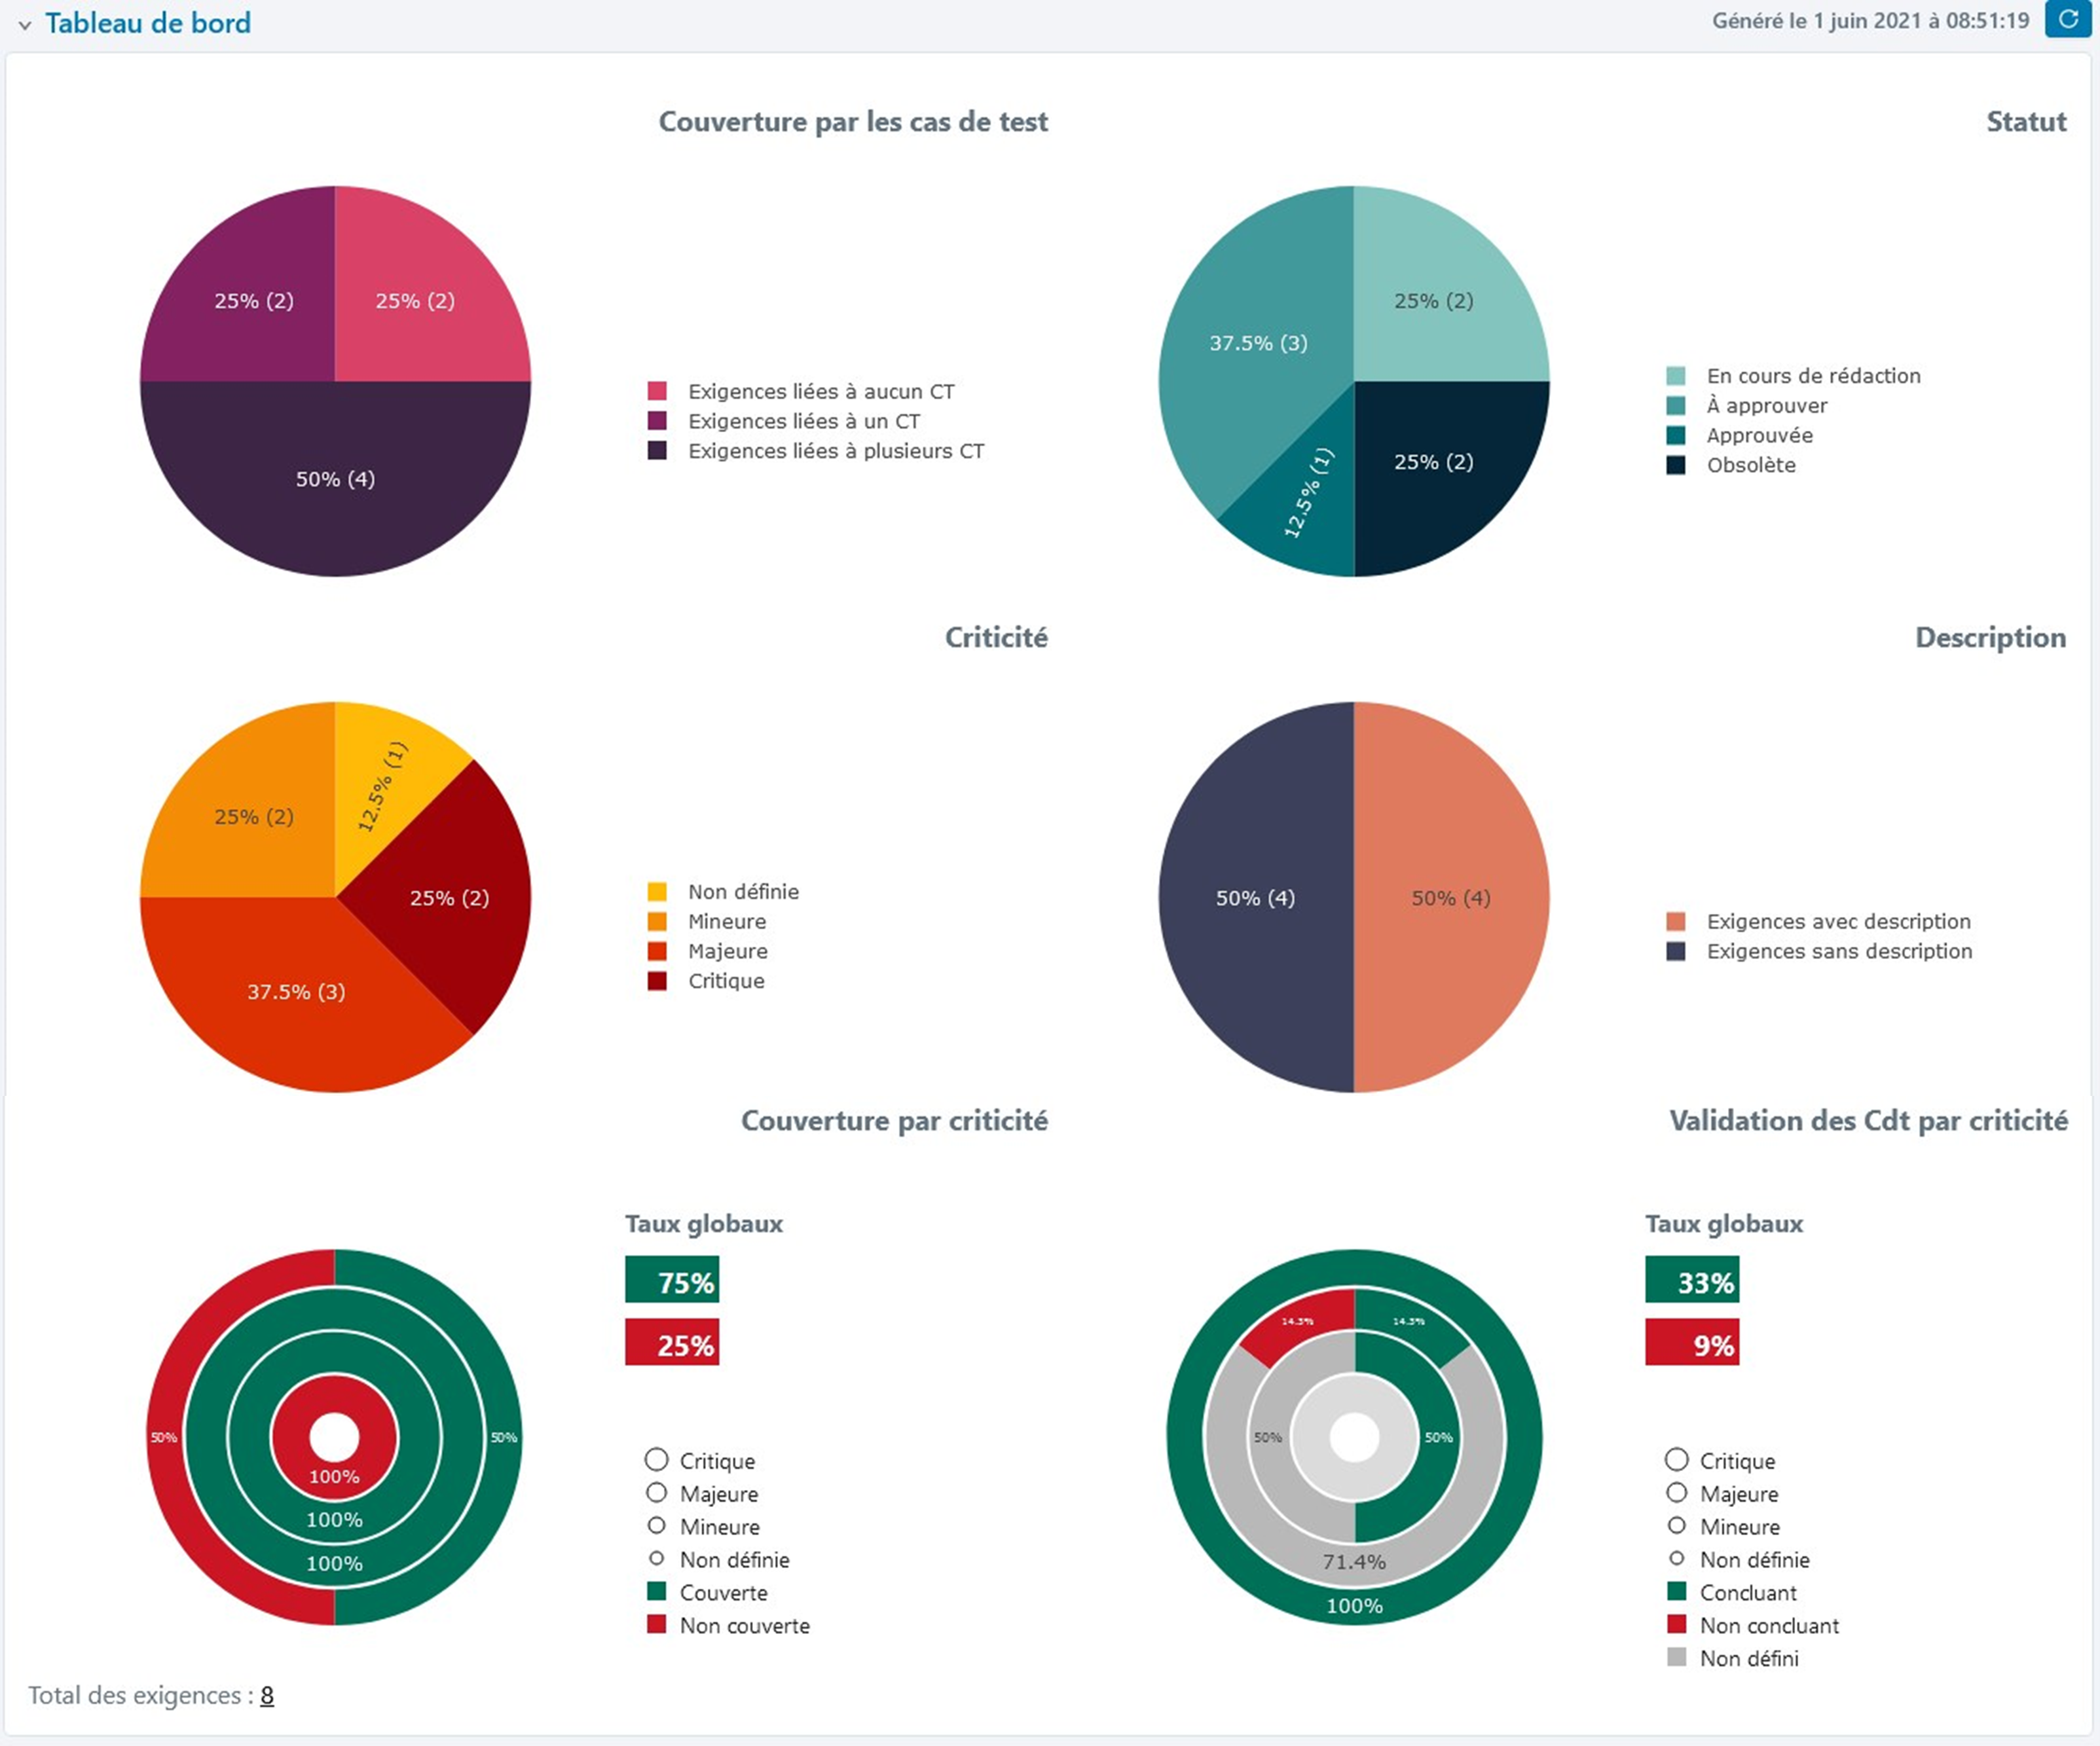 Tableau de bord
Généré le 1 juin 2021 à 08:51:19
Couverture par les cas de test
25% (2)
25% (2)
50% (4)
Exigences liées à aucun CT
Exigences liées à un CT
Exigences liées à plusieurs CT
Statut
37.5% (3)
25% (2)
12.5% (1)
25% (2)
En cours de rédaction
À approuver
Approuvée
Obsolète
Criticité
25% (2)
12.5% (1)
25% (2)
37.5% (3)
Non définie
Mineure
Majeure
Critique
Description
50% (4)
50% (4)
Exigences avec description
Exigences sans description
Couverture par criticité
50%
50%
100%
100%
100%
Taux globaux
75%
25%
Critique
Majeure
Mineure
Non définie
Couverte
Non couverte
Validation des Cdt par criticité
14.3%
14.3%
50%
50%
71.4%
100%
Taux globaux
33%
9%
Critique
Majeure
Mineure
Non définie
Concluant
Non concluant
Non défini
Total des exigences : 8